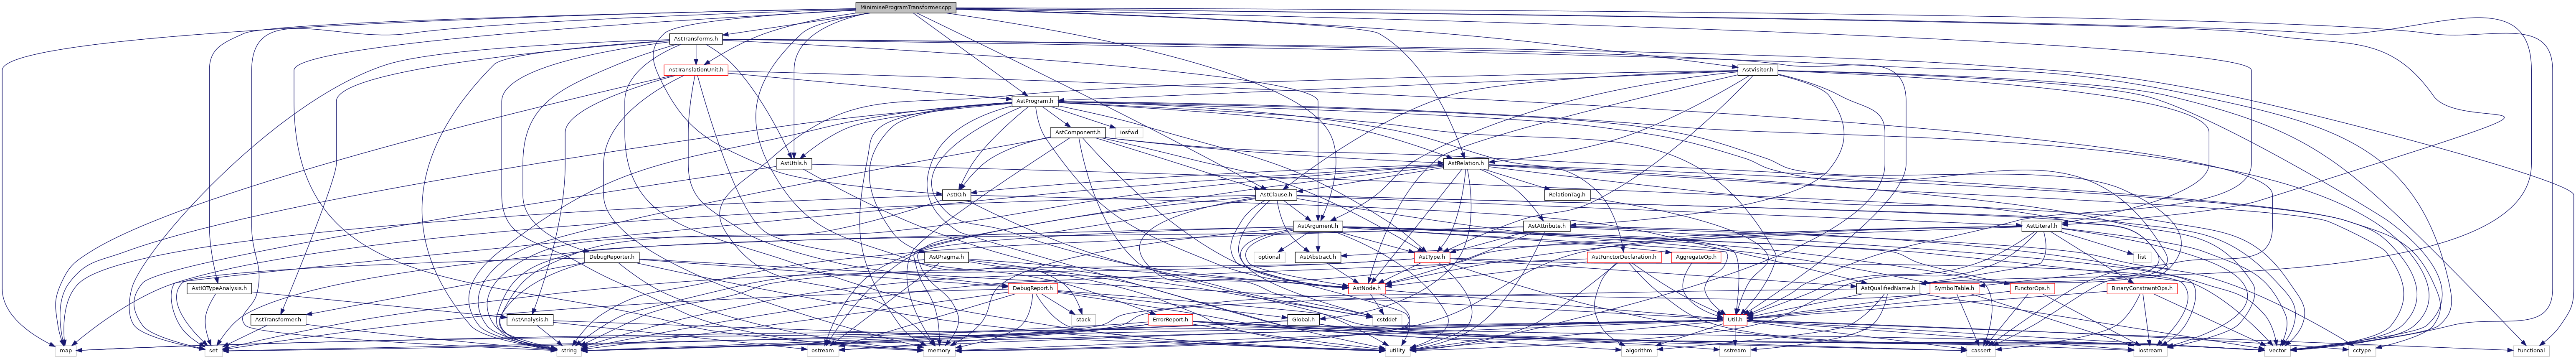 MinimiseProgramTransformer.cpp
AstTransforms.h
AstTranslationUnit.h
AstVisitor.h
AstProgram.h
AstComponent.h
iosfwd
AstUtils.h
AstRelation.h
AstIO.h
AstClause.h
RelationTag.h
AstArgument.h
AstAttribute.h
AstLiteral.h
DebugReporter.h
AstPragma.h
optional
AstAbstract.h
AstType.h
AstFunctorDeclaration.h
AggregateOp.h
list
AstIOTypeAnalysis.h
DebugReport.h
AstNode.h
AstQualifiedName.h
SymbolTable.h
FunctorOps.h
BinaryConstraintOps.h
AstTransformer.h
AstAnalysis.h
stack
ErrorReport.h
Global.h
cstddef
Util.h
map
set
string
ostream
memory
utility
algorithm
sstream
cassert
iostream
vector
cctype
functional